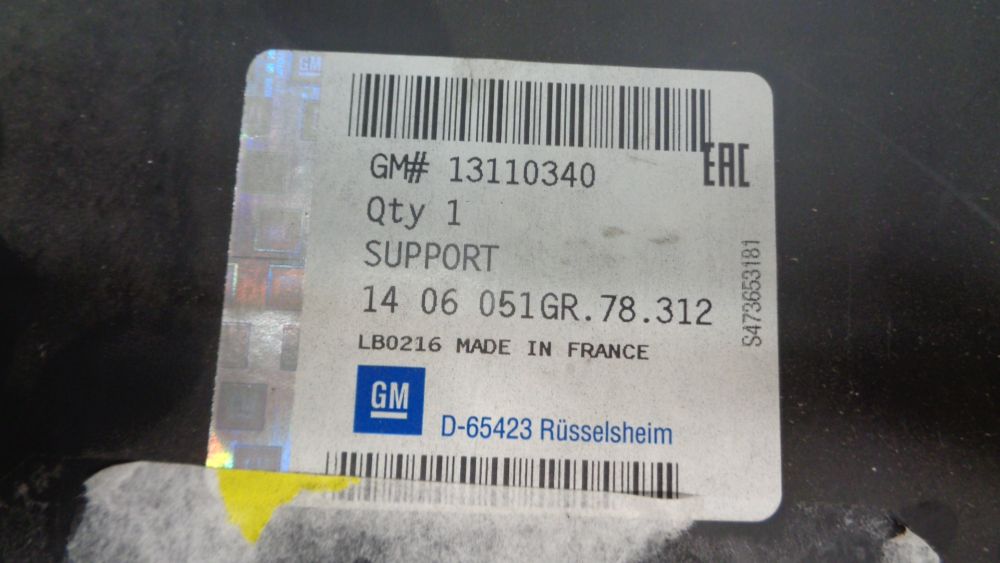 GM
GM# 13110340
EAC
Qty 1
SUPPORT
14 06 051GR.78.312
S473653181
LB0216 MADE IN FRANCE
GM
D-65423 Rüsselsheim